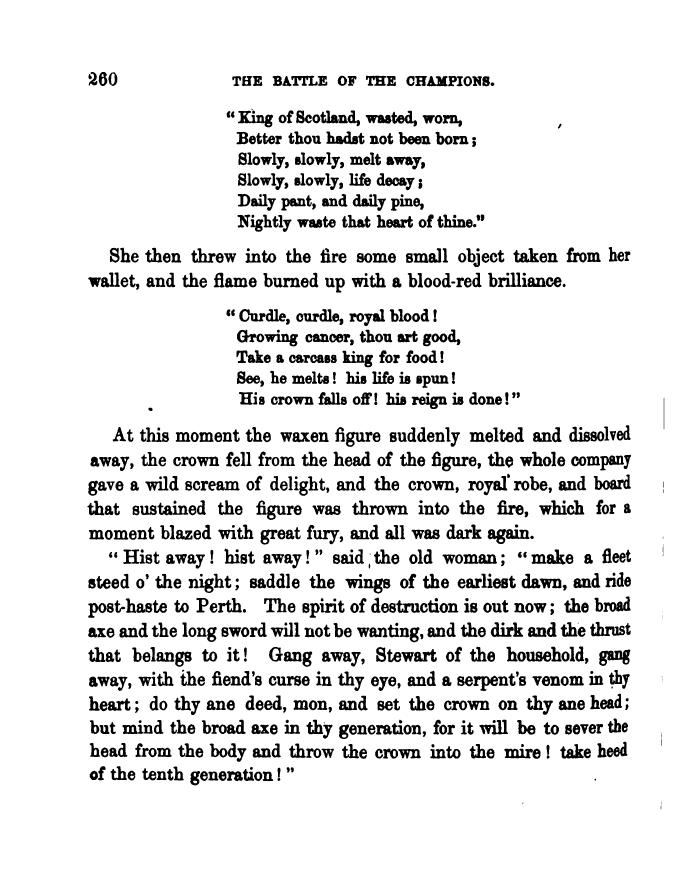 260 THE BATTLE OF THE CHAMPIONS.
“ King of Scotland, wasted, worn,
Better thou hadst not been born ;
Slowly, slowly, melt away,
Slowly, slowly, life decay ;
Daily pant, and daily pine,
Nightly waste that heart of thine.”
She then threw into the fire some small object taken from her
wallet, and the flame burned up with a blood-red brilliance.
“ Curdle, curdle, royal blood !
Growing cancer, thou art good,
Take a carcass king for food !
See, he melts ! his life is spun !
His crown falls off ! his reign is done ! ”
At this moment the waxen figure suddenly melted and dissolved
away, the crown fell from the head of the figure, the whole company
gave a wild scream of delight, and the crown, royal robe, and board
that sustained the figure was thrown into the fire, which for a
moment blazed with great fury, and all was dark again.
“ Hist away ! hist away ! ” said the old woman ; “ make a fleet
steed o’ the night ; saddle the wings of the earliest dawn, and ride
post-haste to Perth. The spirit of destruction is out now ; the broad
axe and the long sword will not be wanting, and the dirk and the thrust
that belongs to it ! Gang away, Stewart of the household, gang
away, with the fiend’s curse in thy eye, and a serpent’s venom in thy
heart ; do thy ane deed, mon, and set the crown on thy ane head ;
but mind the broad axe in thy generation, for it will be to sever the
head from the body and throw the crown into the mire ! take heed
of the tenth generation ! ”